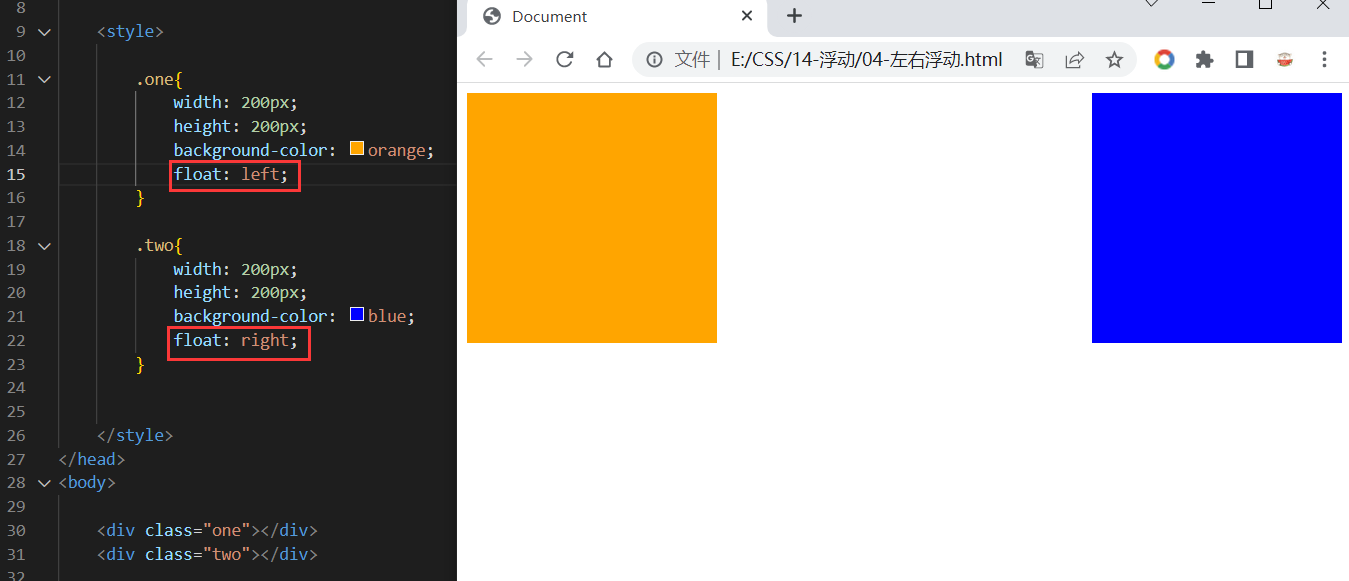 8
9 <style>
10
11 .one{
12 width: 200px;
13 height: 200px;
14 background-color: orange;
15 float: left;
16 }
17
18 .two{
19 width: 200px;
20 height: 200px;
21 background-color: blue;
22 float: right;
23 }
24
25
26 </style>
27 </head>
28 <body>
29
30 <div class="one"></div>
31 <div class="two"></div>
32
Document
文件 | E:/CSS/14-浮动/04-左右浮动.html